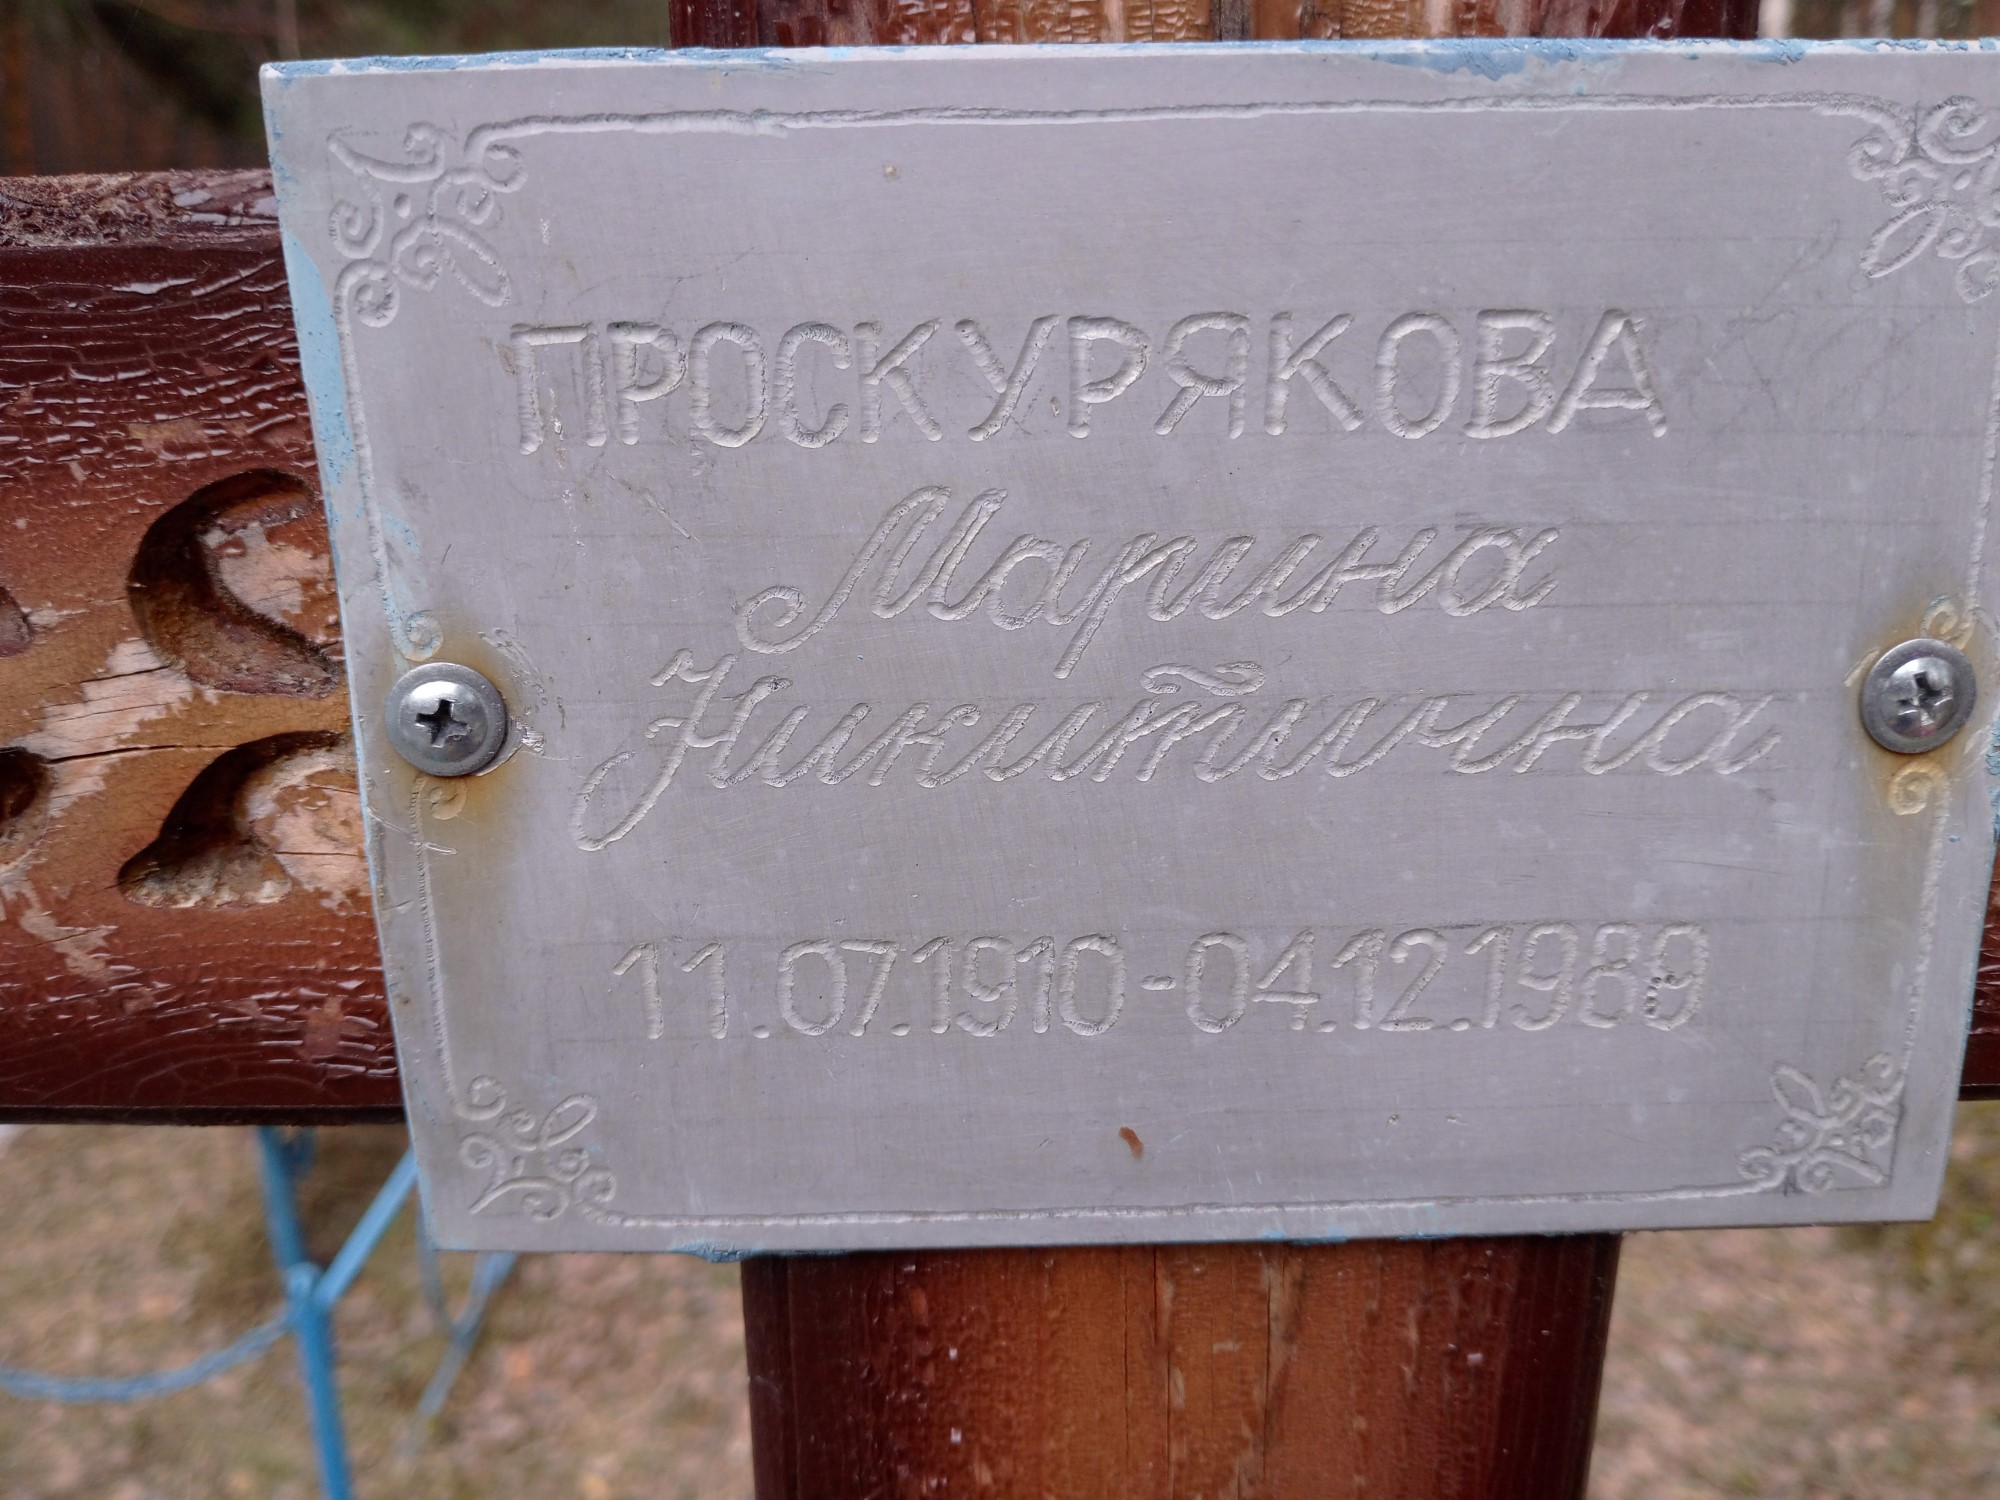 ПРОСКУРЯКОВА
Марина
Никитична
11.07.1910-04.12.1989